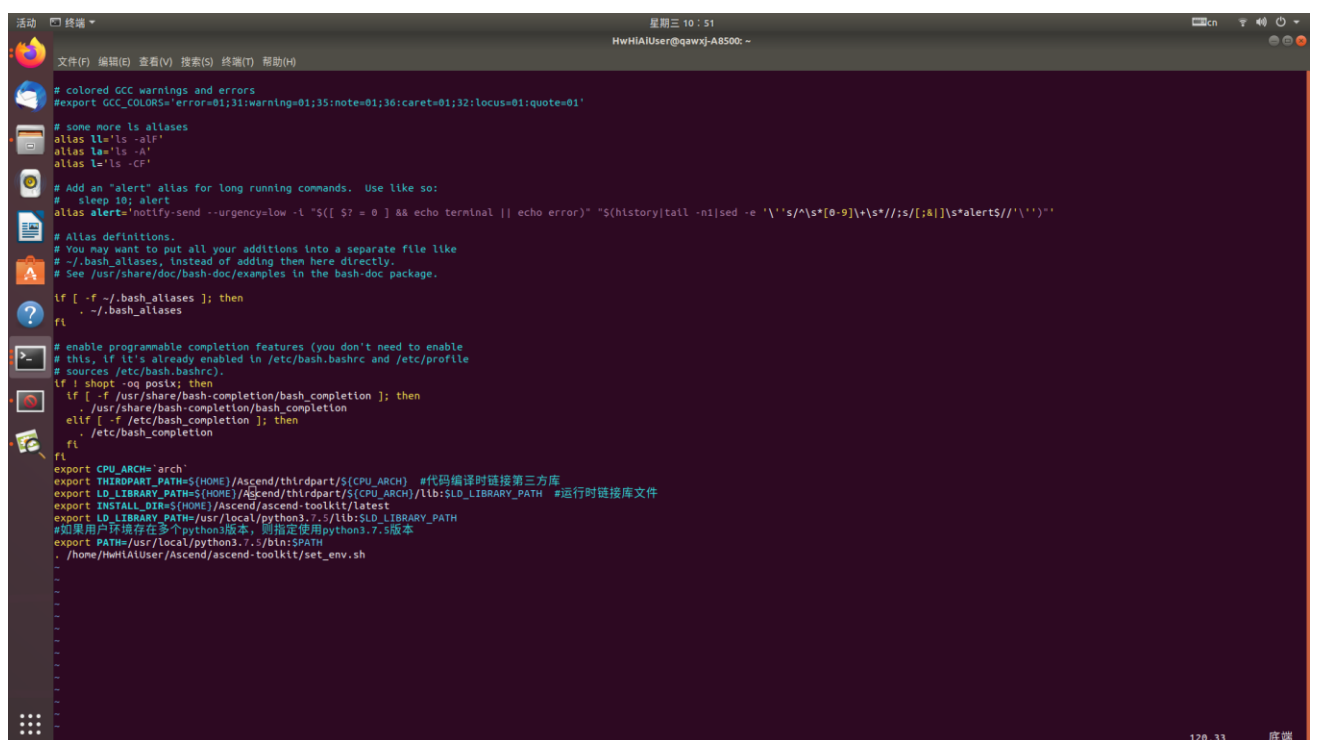 活动 终端 星期三 10：51 cn
HwHiAiUser@qawxj-A8500: ~
文件(F) 编辑(E) 查看(V) 搜索(S) 终端(T) 帮助(H)
# colored GCC warnings and errors
#export GCC_COLORS='error=01;31:warning=01;35:note=01;36:caret=01;32:locus=01:quote=01'
# some more ls aliases
alias ll='ls -alF'
alias la='ls -A'
alias l='ls -CF'
# Add an "alert" alias for long running commands.  Use like so:
#   sleep 10; alert
alias alert='notify-send --urgency=low -i "$([ $? = 0 ] && echo terminal || echo error)" "$(history|tail -n1|sed -e '\''s/^\s*[0-9]\+\s*//;s/[;&|]\s*alert$//'\'')"'
# Alias definitions.
# You may want to put all your additions into a separate file like
# ~/.bash_aliases, instead of adding them here directly.
# See /usr/share/doc/bash-doc/examples in the bash-doc package.
if [ -f ~/.bash_aliases ]; then
    . ~/.bash_aliases
fi
# enable programmable completion features (you don't need to enable
# this, if it's already enabled in /etc/bash.bashrc and /etc/profile
# sources /etc/bash.bashrc).
if ! shopt -oq posix; then
  if [ -f /usr/share/bash-completion/bash_completion ]; then
    . /usr/share/bash-completion/bash_completion
  elif [ -f /etc/bash_completion ]; then
    . /etc/bash_completion
  fi
fi
export CPU_ARCH=`arch`
export THIRDPART_PATH=${HOME}/Ascend/thirdpart/${CPU_ARCH}  #代码编译时链接第三方库
export LD_LIBRARY_PATH=${HOME}/Ascend/thirdpart/${CPU_ARCH}/lib:$LD_LIBRARY_PATH  #运行时链接库文件
export INSTALL_DIR=${HOME}/Ascend/ascend-toolkit/latest
export LD_LIBRARY_PATH=/usr/local/python3.7.5/lib:$LD_LIBRARY_PATH
#如果用户环境存在多个python3版本，则指定使用python3.7.5版本
export PATH=/usr/local/python3.7.5/bin:$PATH
. /home/HwHiAiUser/Ascend/ascend-toolkit/set_env.sh
~
~
~
~
~
~
~
~
~
~
~
~
~
~
120,33 底端